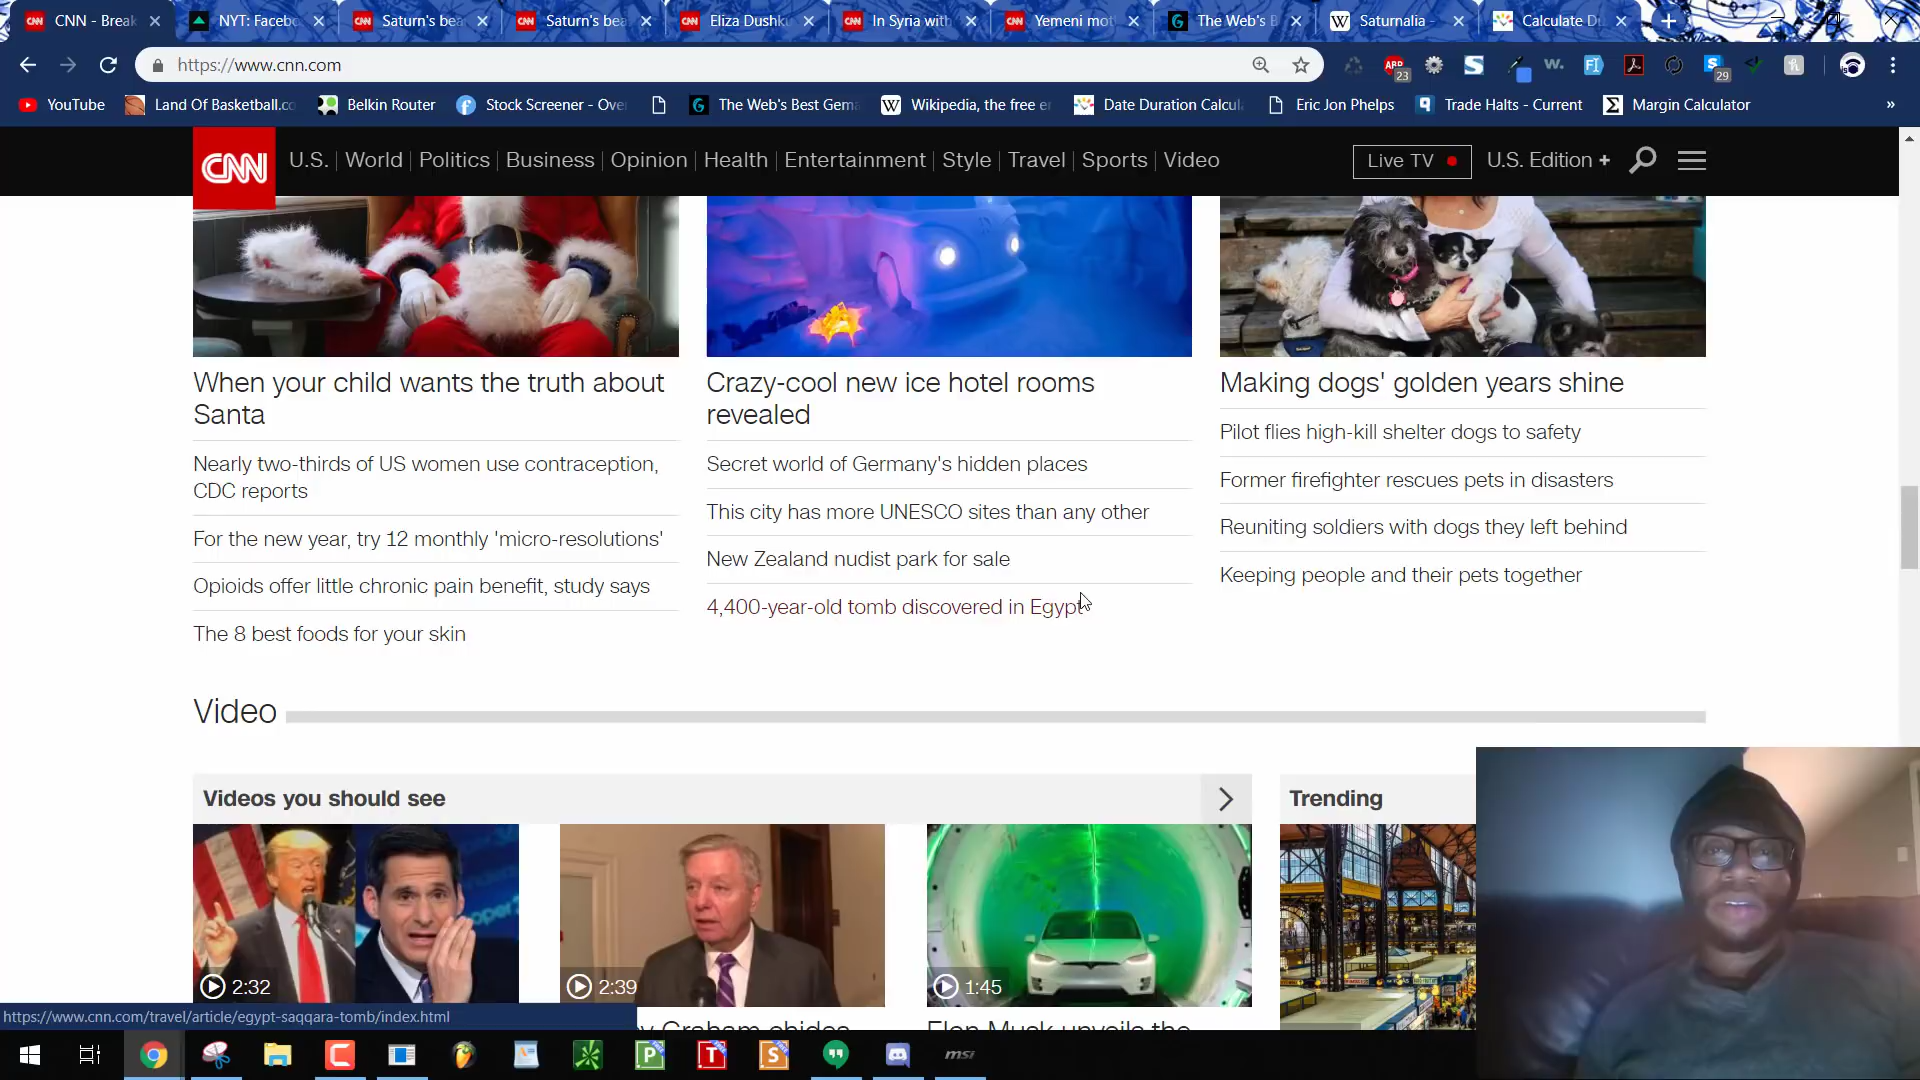 CNN - Break
NYT: Facebo
Saturn's bea
Saturn's bea
Eliza Dushku
In Syria with
Yemeni mot
The Web's B
Saturnalia -
Calculate Du
https://www.cnn.com
ABP
23
w.
29
YouTube
Land Of Basketball.co
Belkin Router
Stock Screener - Over
The Web's Best Gema
Wikipedia, the free en
Date Duration Calcul
Eric Jon Phelps
Trade Halts - Current
Margin Calculator
»
CNN
U.S. | World | Politics | Business | Opinion | Health | Entertainment | Style | Travel | Sports | Video
Live TV
U.S. Edition +
When your child wants the truth about
Santa
Nearly two-thirds of US women use contraception,
CDC reports
For the new year, try 12 monthly 'micro-resolutions'
Opioids offer little chronic pain benefit, study says
The 8 best foods for your skin
Crazy-cool new ice hotel rooms
revealed
Secret world of Germany's hidden places
This city has more UNESCO sites than any other
New Zealand nudist park for sale
4,400-year-old tomb discovered in Egypt
Making dogs' golden years shine
Pilot flies high-kill shelter dogs to safety
Former firefighter rescues pets in disasters
Reuniting soldiers with dogs they left behind
Keeping people and their pets together
Video
Videos you should see
Trending
2:32
2:39
1:45
Graham chides
Elon Musk unveils the
https://www.cnn.com/travel/article/egypt-saqqara-tomb/index.html
P
T
S
msi